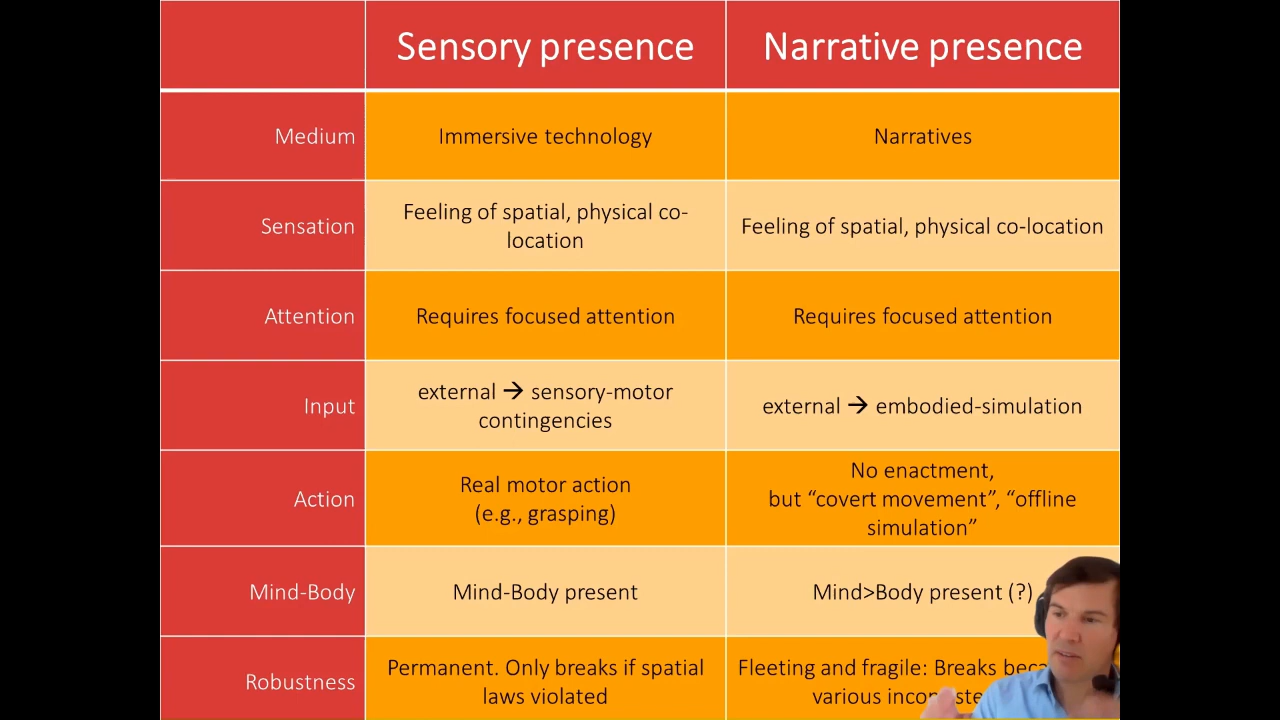 Sensory presence
Narrative presence
Medium
Immersive technology
Narratives
Sensation
Feeling of spatial, physical co-
location
Feeling of spatial, physical co-location
Attention
Requires focused attention
Requires focused attention
Input
external → sensory-motor
contingencies
external → embodied-simulation
Action
Real motor action
(e.g., grasping)
No enactment,
but “covert movement”, “offline
simulation”
Mind-Body
Mind-Body present
Mind>Body present (?)
Robustness
Permanent. Only breaks if spatial
laws violated
Fleeting and fragile: Breaks
various